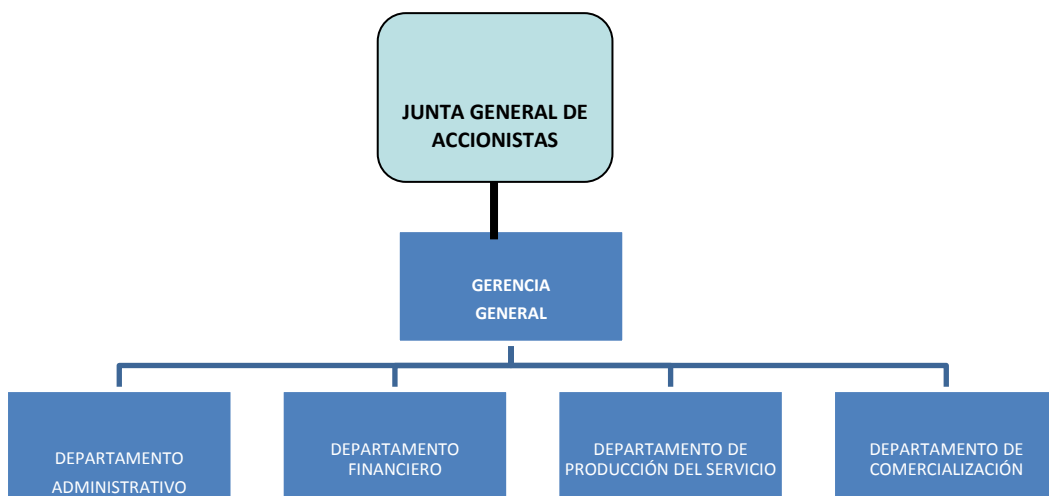 JUNTA GENERAL DE
ACCIONISTAS
GERENCIA
GENERAL
DEPARTAMENTO
ADMINISTRATIVO
DEPARTAMENTO
FINANCIERO
DEPARTAMENTO DE
PRODUCCIÓN DEL SERVICIO
DEPARTAMENTO DE
COMERCIALIZACIÓN